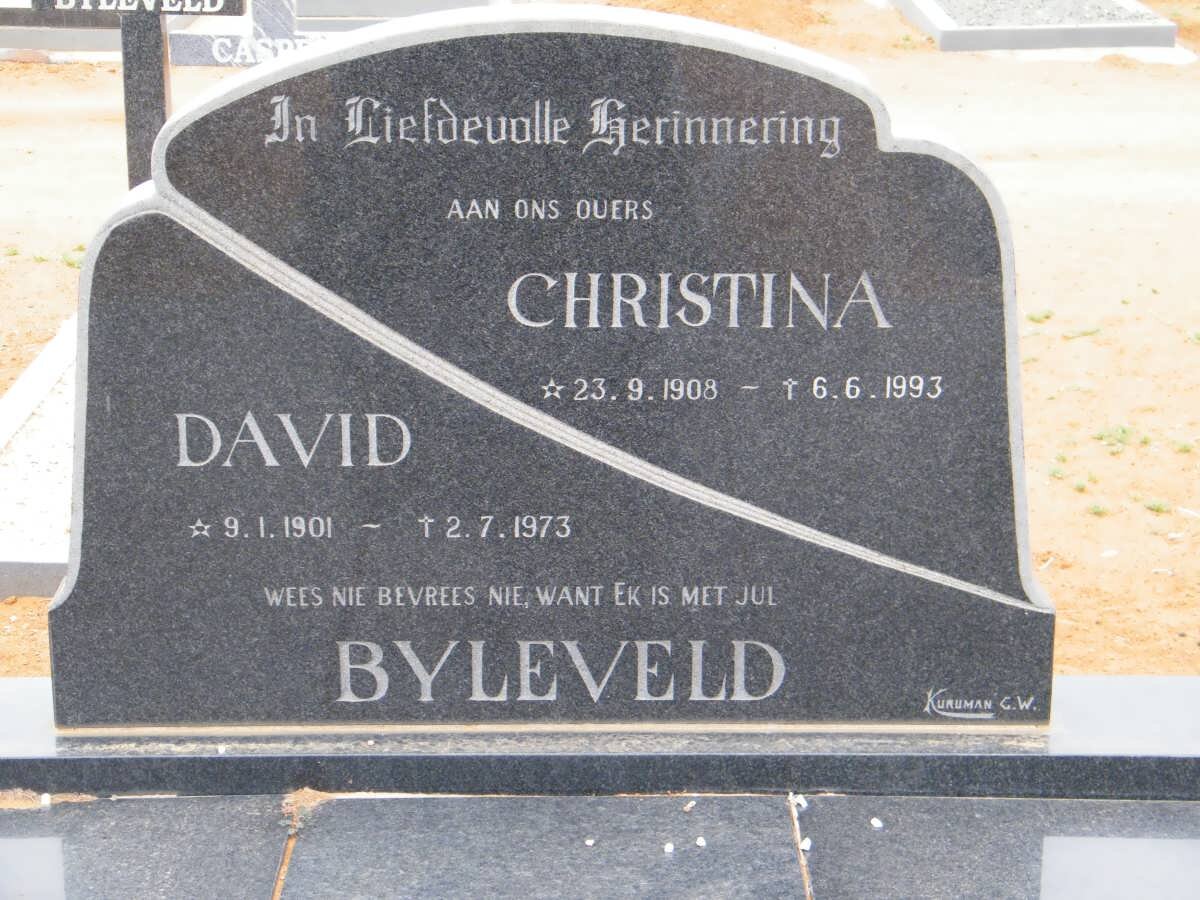 BYLEVELD
In Liefdevolle Herinnering
AAN ONS OUERS
CHRISTINA
☆ 23.9.1908 – † 6.6.1993
DAVID
☆ 9.1.1901 – † 2.7.1973
WEES NIE BEVREES NIE, WANT EK IS MET JUL
BYLEVELD
KURUMAN G.W.